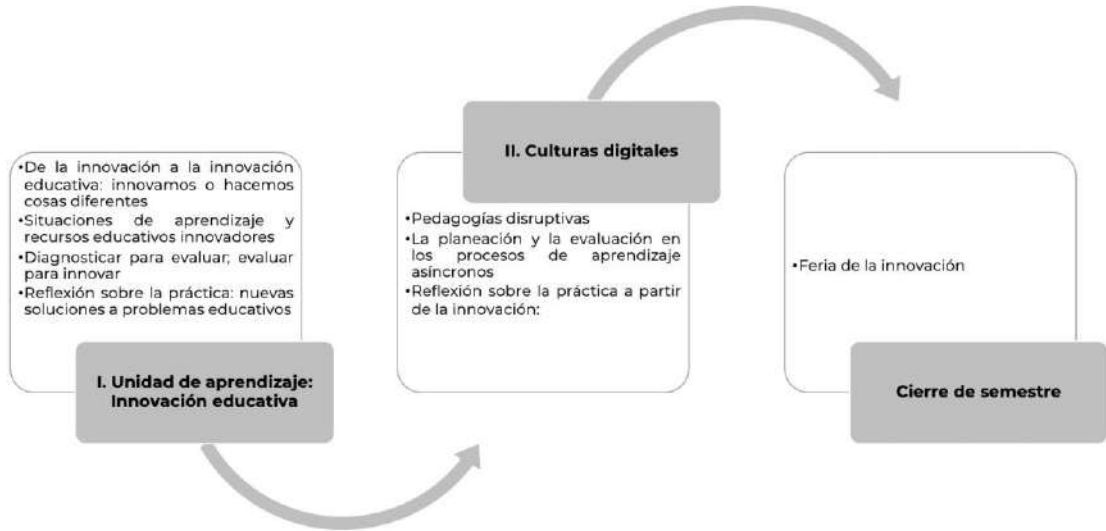 •De la innovación a la innovación
educativa: innovamos o hacemos
cosas diferentes
•Situaciones de aprendizaje y
recursos educativos innovadores
•Diagnosticar para evaluar; evaluar
para innovar
•Reflexión sobre la práctica: nuevas
soluciones a problemas educativos
I. Unidad de aprendizaje:
Innovación educativa
II. Culturas digitales
•Pedagogías disruptivas
•La planeación y la evaluación en
los procesos de aprendizaje
asíncronos
•Reflexión sobre la práctica a partir
de la innovación:
•Feria de la innovación
Cierre de semestre